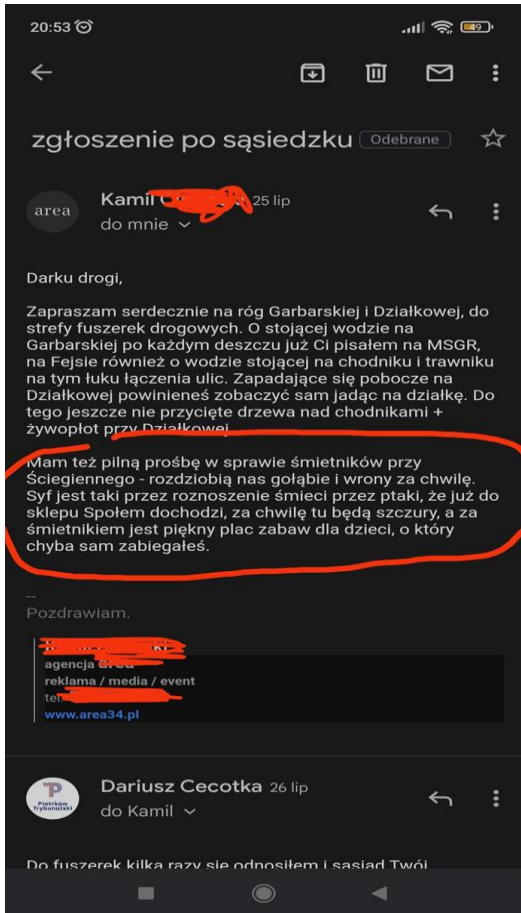 20:53
49
zgłoszenie po sąsiedzku Odebrane
area
Kamil 25 lip
do mnie
Darku drogi,
Zapraszam serdecznie na róg Garbarskiej i Działkowej, do
strefy fuszerek drogowych. O stojącej wodzie na
Garbarskiej po każdym deszczu już Ci pisałem na MSGR,
na Fejsie również o wodzie stojącej na chodniku i trawniku
na tym łuku łączenia ulic. Zapadające się pobocze na
Działkowej powinieneś zobaczyć sam jadąc na działkę. Do
tego jeszcze nie przycięte drzewa nad chodnikami +
żywopłot przy Działkowej
Mam też pilną prośbę w sprawie śmietników przy
Ściegiennego - rozdziobią nas gołąbie i wrony za chwilę.
Syf jest taki przez roznoszenie śmieci przez ptaki, że już do
sklepu Społem dochodzi, za chwilę tu będą szczury, a za
śmietnikiem jest piękny plac zabaw dla dzieci, o który
chyba sam zabiegałeś.
--
Pozdrawiam.
agencja
reklama / media / event
tel.
www.area34.pl
Piotrków
Trybunalski
Dariusz Cecotka 26 lip
do Kamil
Do fuszerek kilka razy się odnosiłem i sąsiad Twój